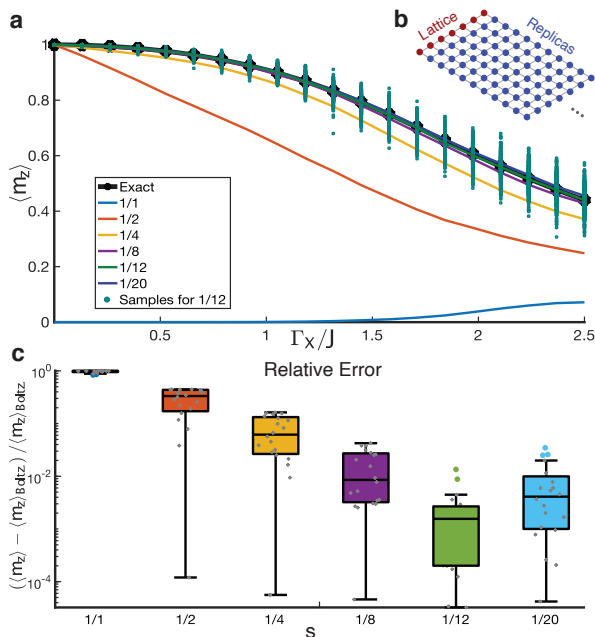 a
b
Lattice
Replicas
⟨m_z⟩
1
0.8
0.6
0.4
0.2
0
Exact
1/1
1/2
1/4
1/8
1/12
1/20
Samples for 1/12
0.5
1
1.5
2
2.5
Γ_X/J
c
Relative Error
(⟨m_z⟩ − ⟨m_z⟩_Boltz.) / ⟨m_z⟩_Boltz
10^0
10^-2
10^-4
1/1
1/2
1/4
1/8
1/12
1/20
S